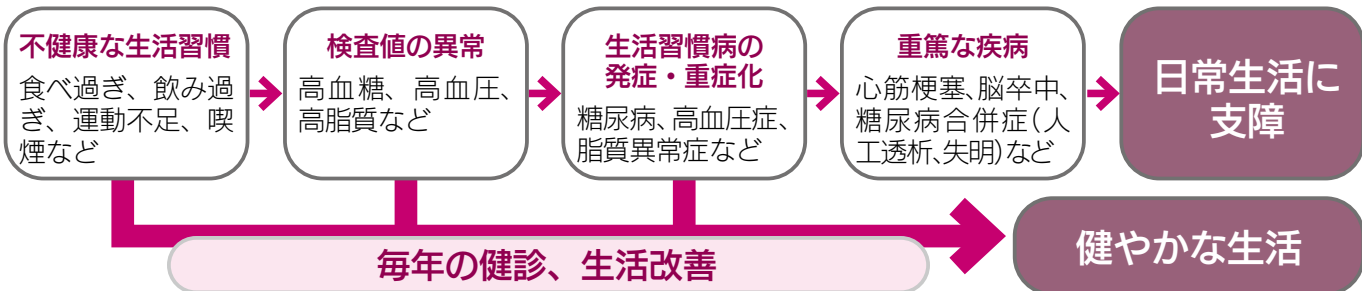 不健康な生活習慣
食べ過ぎ、飲み過
ぎ、運動不足、喫
煙など
検査値の異常
高血糖、高血圧、
高脂質など
生活習慣病の
発症・重症化
糖尿病、高血圧症、
脂質異常症など
重篤な疾病
心筋梗塞、脳卒中、
糖尿病合併症(人
工透析、失明)など
日常生活に
支障
毎年の健診、生活改善
健やかな生活